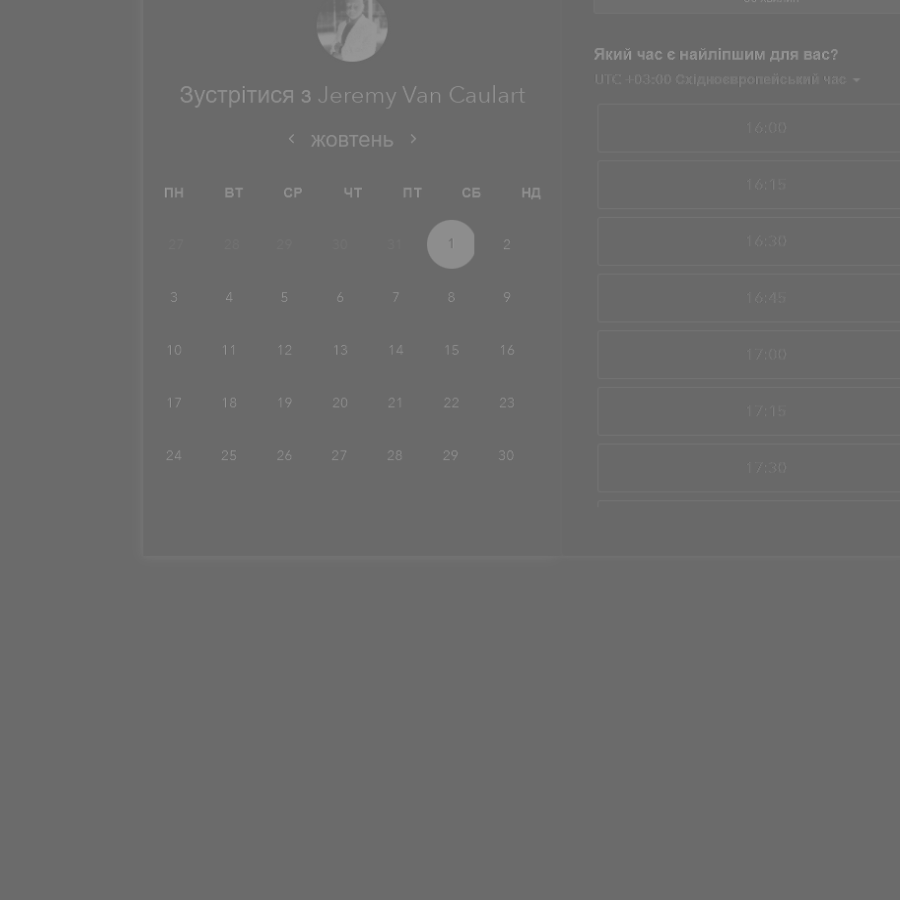 Зустрітися з Jeremy Van Caulart
жовтень
ПН ВТ СР ЧТ ПТ СБ НД
27 28 29 30 31 1 2
3 4 5 6 7 8 9
10 11 12 13 14 15 16
17 18 19 20 21 22 23
24 25 26 27 28 29 30
Який час є найліпшим для вас?
UTC +03:00 Східноєвропейський час
16:00
16:15
16:30
16:45
17:00
17:15
17:30